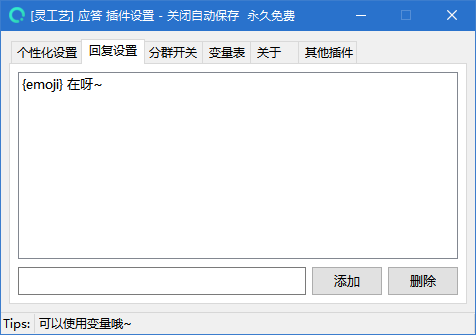 [灵工艺] 应答 插件设置 - 关闭自动保存 永久免费
个性化设置 回复设置 分群开关 变量表 关于 其他插件
{emoji} 在呀~
添加 删除
Tips: 可以使用变量哦~